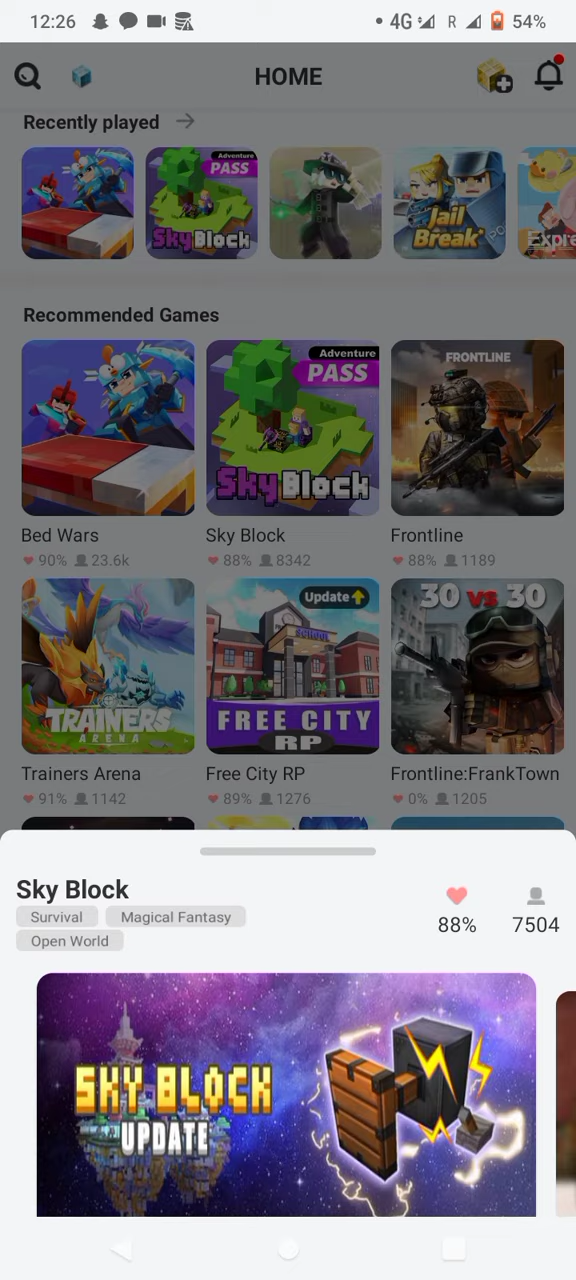 12:26
4G R 54%
HOME
Recently played
Adventure
PASS
SkyBlock
Jail
Break
Expre
Recommended Games
Adventure
PASS
SkyBlock
FRONTLINE
Bed Wars
Sky Block
Frontline
90% 23.6k
88% 8342
88% 1189
TRAINERS
ARENA
Update
SCHOOL
FREE CITY
RP
30 vs 30
Trainers Arena
Free City RP
Frontline:FrankTown
91% 1142
89% 1276
0% 1205
Sky Block
Survival
Magical Fantasy
Open World
88%
7504
SKY BLOCK
UPDATE